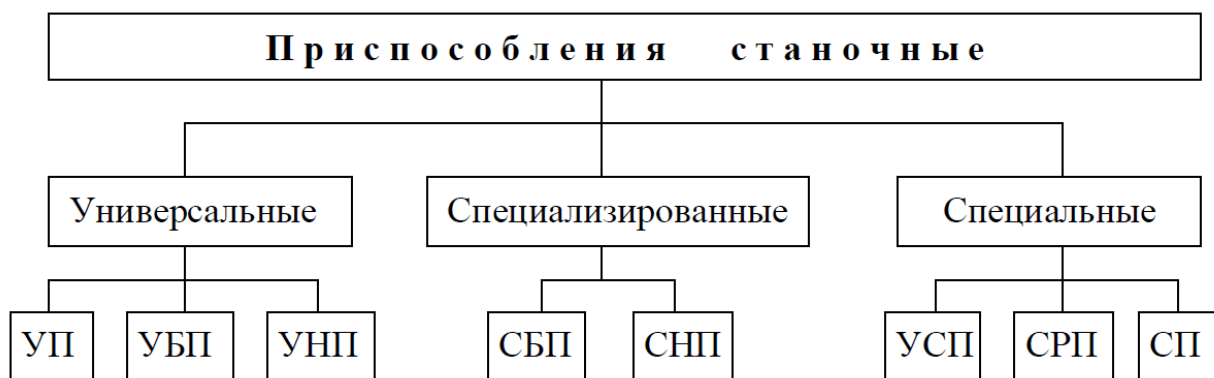 Приспособления станочные
Универсальные Специализированные Специальные
УП УБП УНП СБП СНП УСП СРП СП